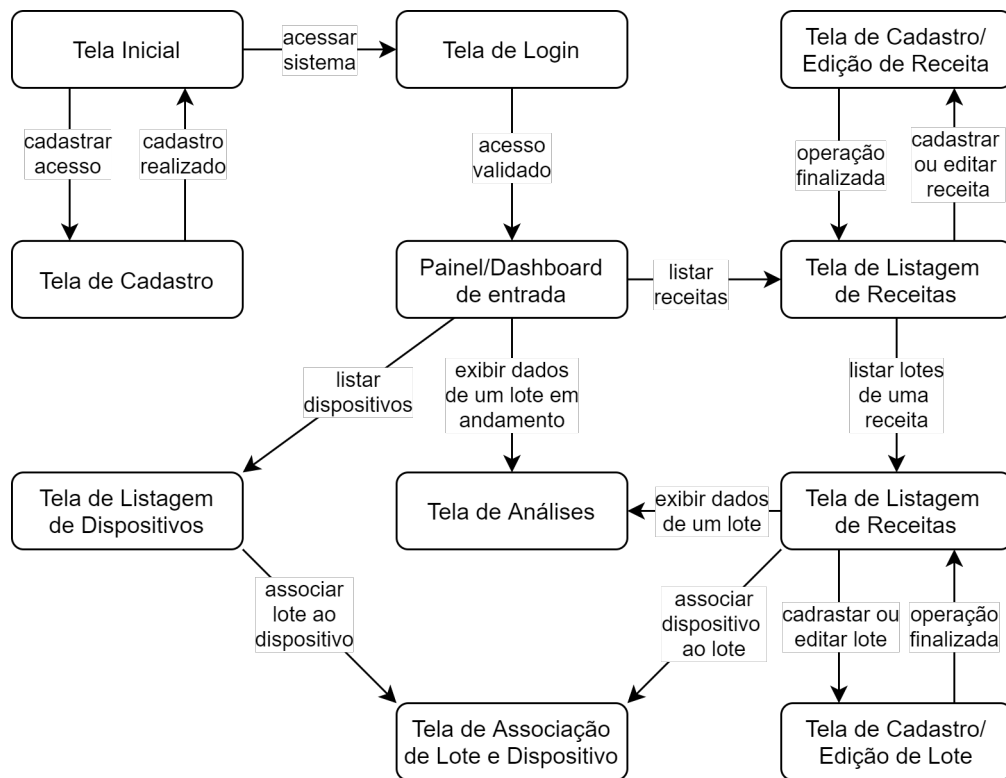 Tela Inicial
acessar
sistema
Tela de Login
Tela de Cadastro/
Edição de Receita
cadastrar
acesso
cadastro
realizado
acesso
validado
operação
finalizada
cadastrar
ou editar
receita
Tela de Cadastro
Painel/Dashboard
de entrada
listar
receitas
Tela de Listagem
de Receitas
listar
dispositivos
exibir dados
de um lote em
andamento
listar lotes
de uma
receita
Tela de Listagem
de Dispositivos
Tela de Análises
exibir dados
de um lote
Tela de Listagem
de Receitas
associar
lote ao
dispositivo
associar
dispositivo
ao lote
cadrastar ou
editar lote
operação
finalizada
Tela de Associação
de Lote e Dispositivo
Tela de Cadastro/
Edição de Lote